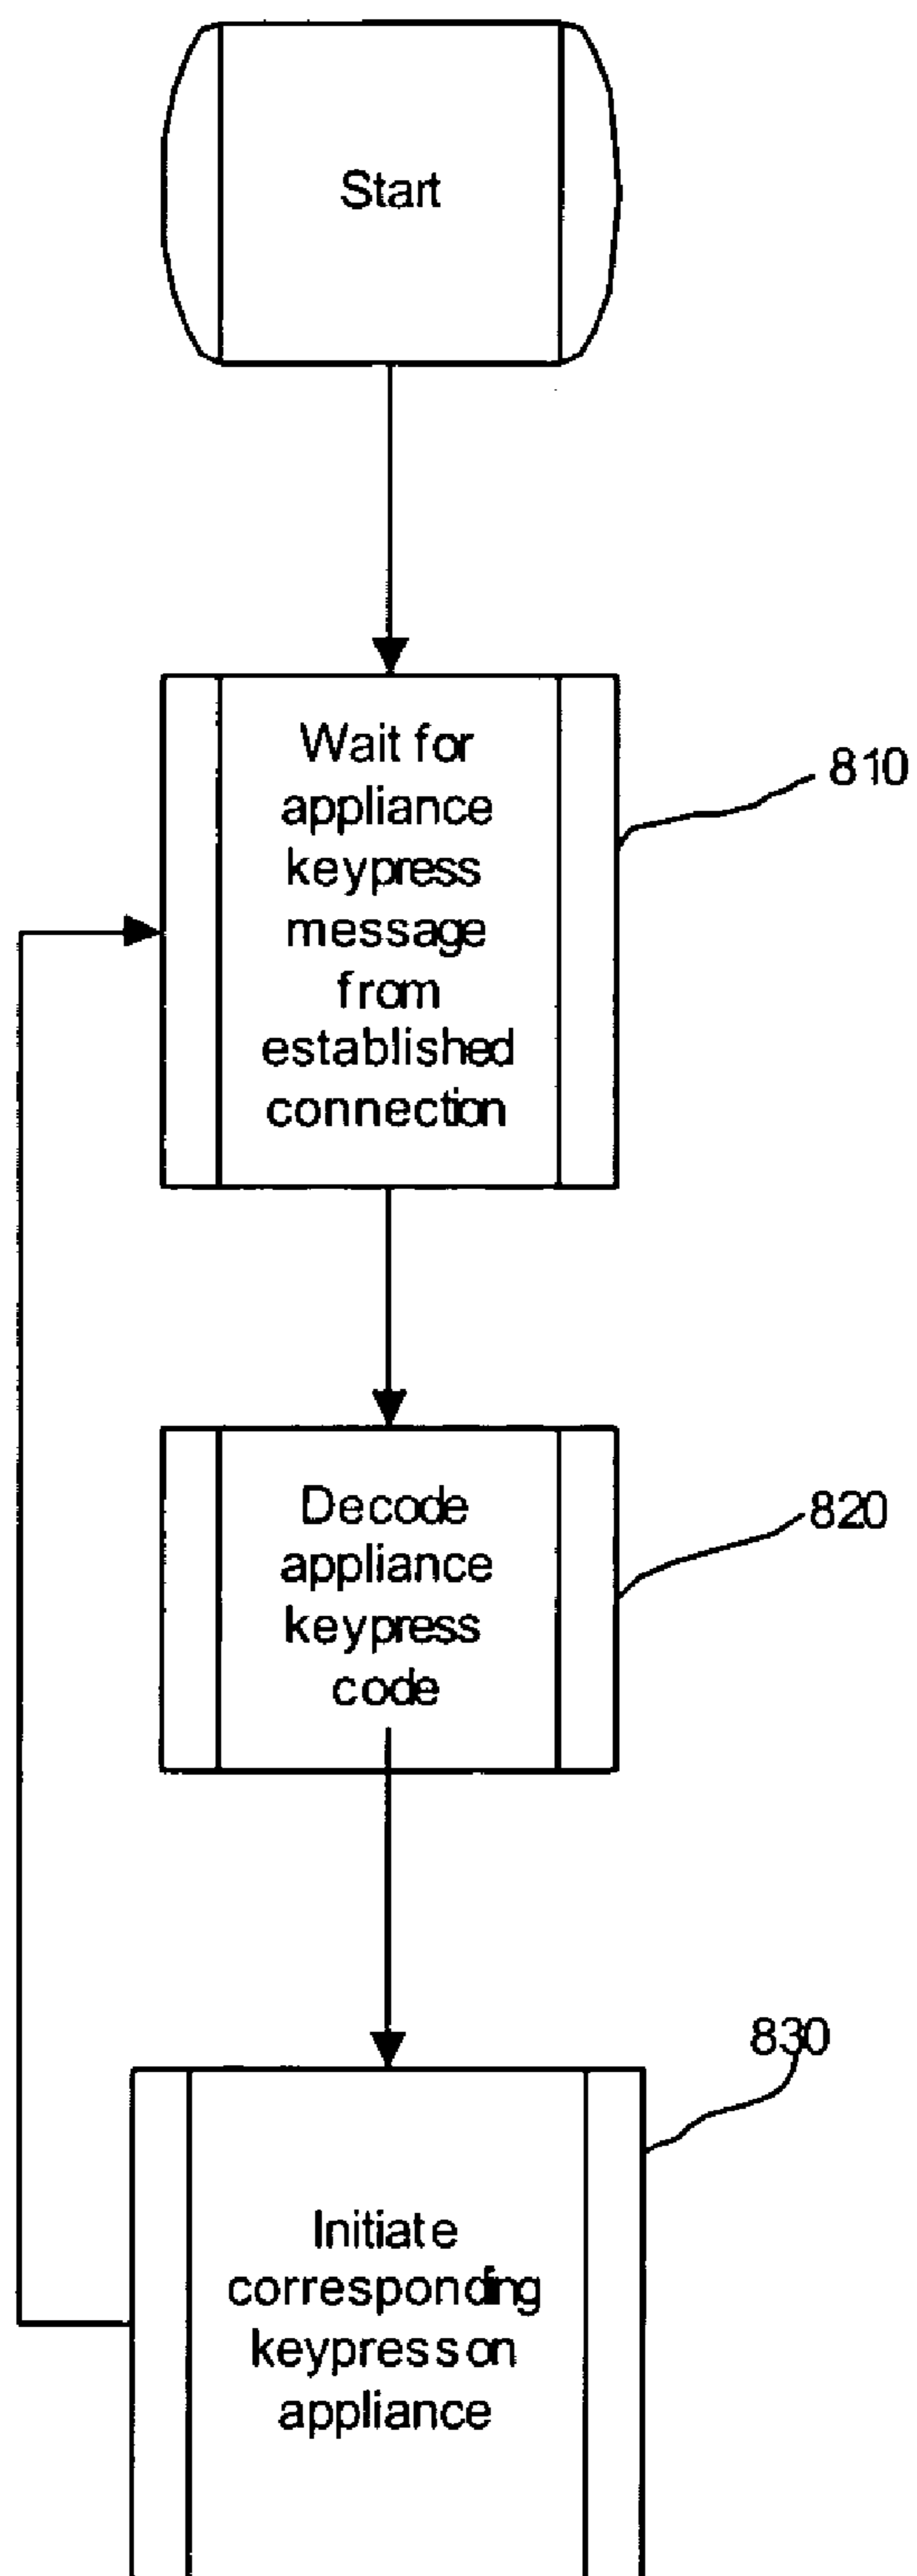 Start
Wait for
appliance
keypress
message
from
established
connection
810
Decode
appliance
keypress
code
820
830
Initiate
corresponding
keypress on
appliance